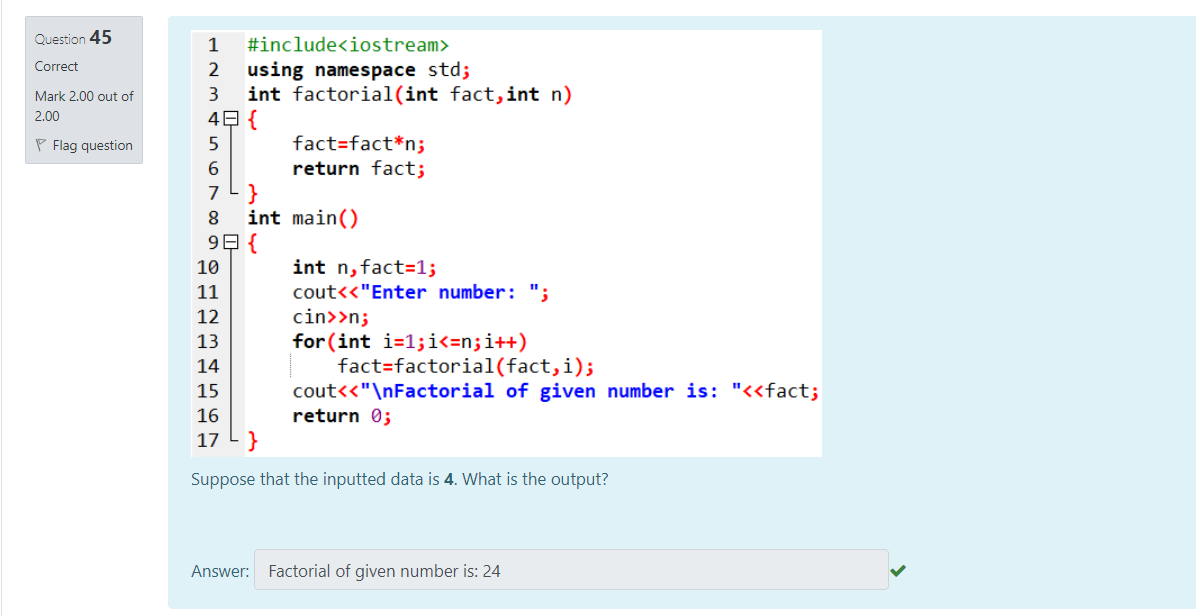 Question 45
Correct
Mark 2.00 out of
2.00
Flag question
1 #include<iostream>
2 using namespace std;
3 int factorial(int fact,int n)
4 {
5 fact=fact*n;
6 return fact;
7 }
8 int main()
9 {
10 int n,fact=1;
11 cout<<"Enter number: ";
12 cin>>n;
13 for(int i=1;i<=n;i++)
14 fact=factorial(fact,i);
15 cout<<"\nFactorial of given number is: "<<fact;
16 return 0;
17 }
Suppose that the inputted data is 4. What is the output?
Answer: Factorial of given number is: 24